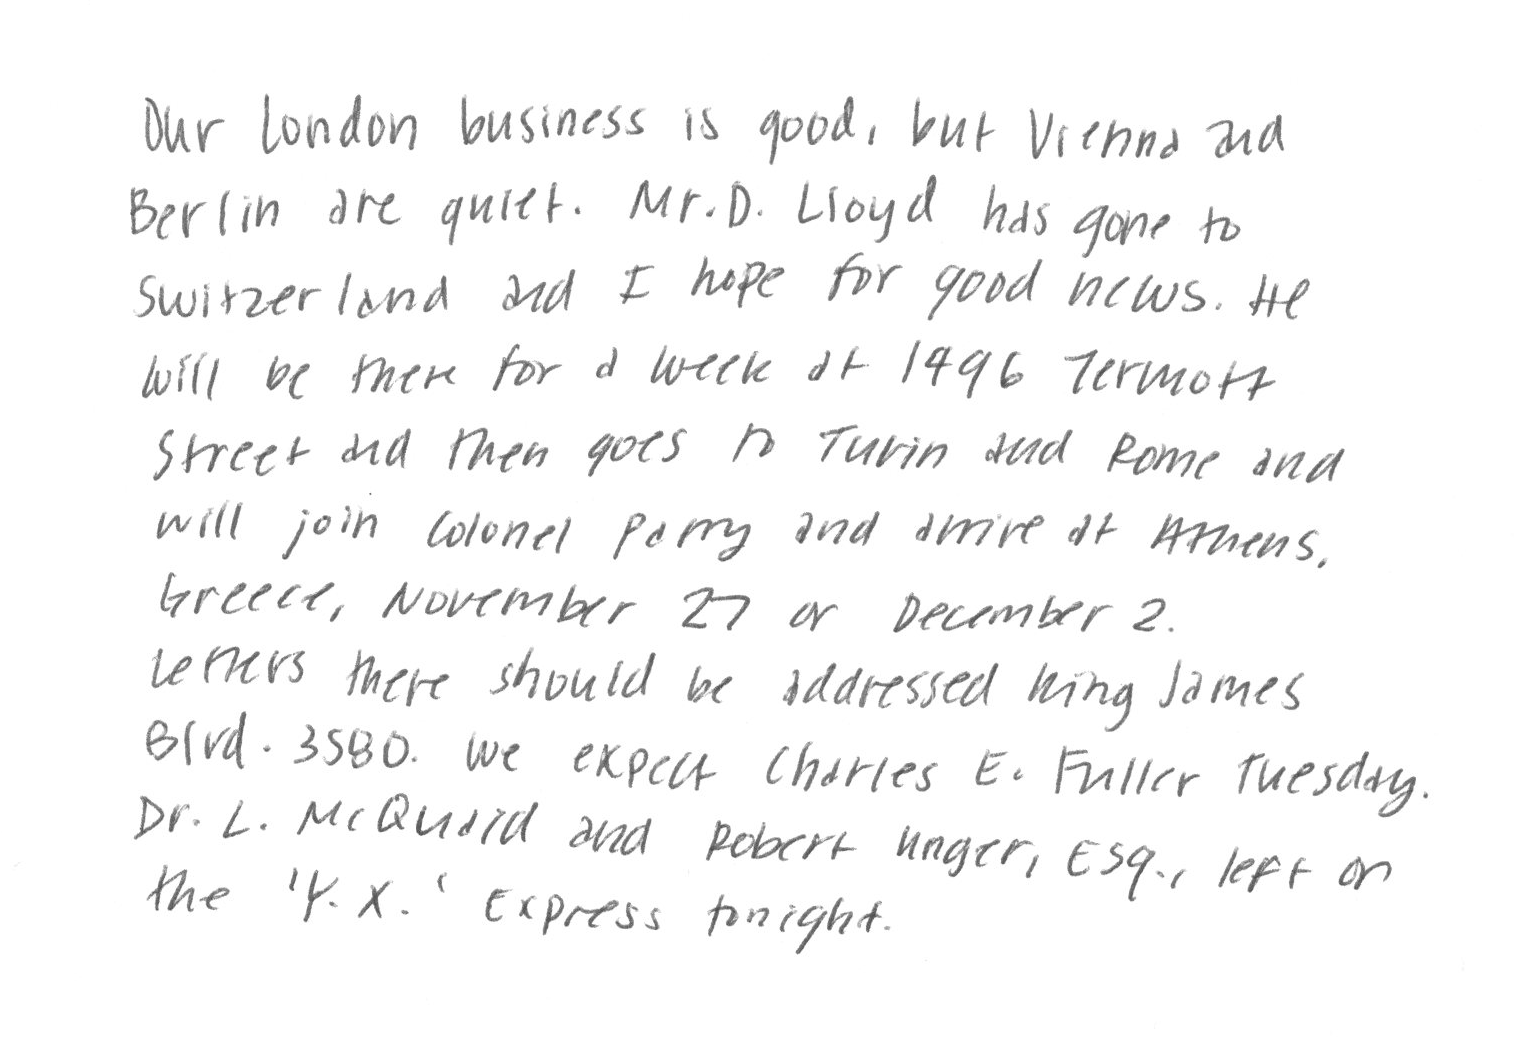 Our London business is good, but Vienna and
Berlin are quiet. Mr. D. Lloyd has gone to
Switzerland and I hope for good news. He
will be there for a week at 1496 Zermott
Street and then goes to Turin and Rome and
will join Colonel Parry and arrive at Athens,
Greece, November 27 or December 2.
Letters there should be addressed King James
Blvd. 3580. We expect Charles E. Fuller Tuesday.
Dr. L. McQuaid and Robert Unger, Esq., left on
the 'Y. X.' Express tonight.